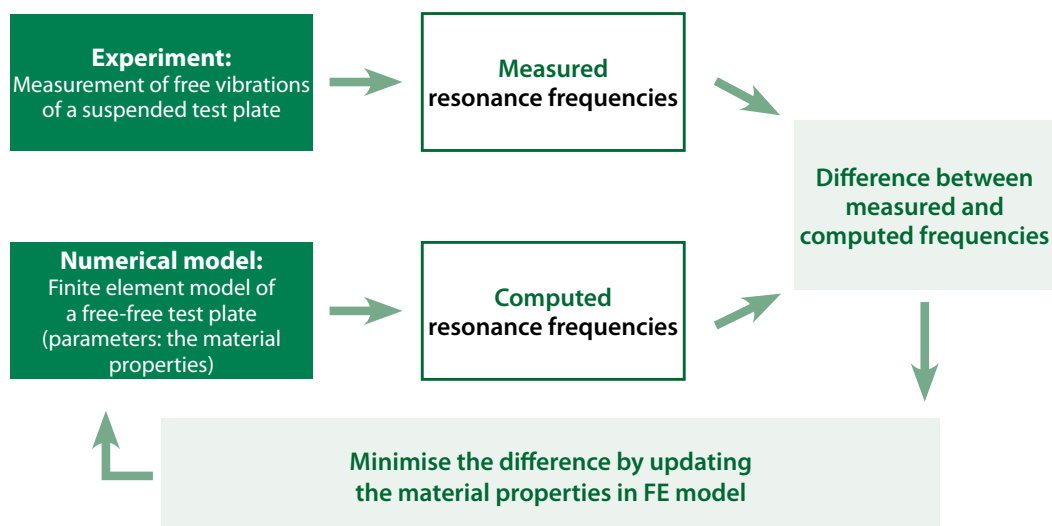 Experiment:
Measurement of free vibrations
of a suspended test plate
Measured
resonance frequencies
Difference between
measured and
computed frequencies
Numerical model:
Finite element model of
a free-free test plate
(parameters: the material
properties)
Computed
resonance frequencies
Minimise the difference by updating
the material properties in FE model